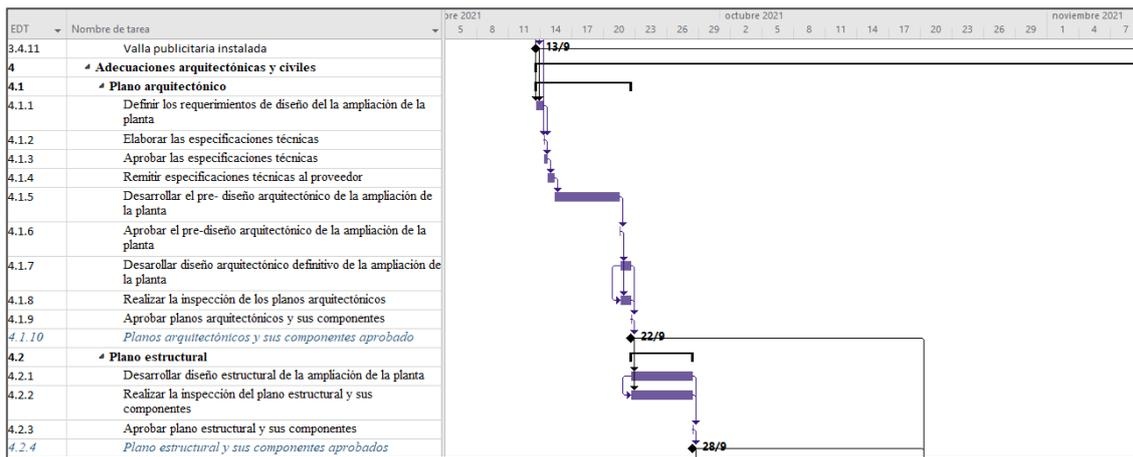 bre 2021 octubre 2021 noviembre 2021
EDT Nombre de tarea 5 8 11 14 17 20 23 26 29 2 5 8 11 14 17 20 23 26 29 1 4 7
3.4.11 Valla publicitaria instalada 13/9
4 Adecuaciones arquitectónicas y civiles
4.1 Plano arquitectónico
4.1.1 Definir los requerimientos de diseño del la ampliación de la
planta
4.1.2 Elaborar las especificaciones técnicas
4.1.3 Aprobar las especificaciones técnicas
4.1.4 Remitir especificaciones técnicas al proveedor
4.1.5 Desarrollar el pre- diseño arquitectónico de la ampliación de
la planta
4.1.6 Aprobar el pre-diseño arquitectónico de la ampliación de la
planta
4.1.7 Desarollar diseño arquitectónico definitivo de la ampliación de
la planta
4.1.8 Realizar la inspección de los planos arquitectónicos
4.1.9 Aprobar planos arquitectónicos y sus componentes
4.1.10 Planos arquitectónicos y sus componentes aprobado 22/9
4.2 Plano estructural
4.2.1 Desarrollar diseño estructural de la ampliación de la planta
4.2.2 Realizar la inspección del plano estructural y sus
componentes
4.2.3 Aprobar plano estructural y sus componentes
4.2.4 Plano estructural y sus componentes aprobados 28/9